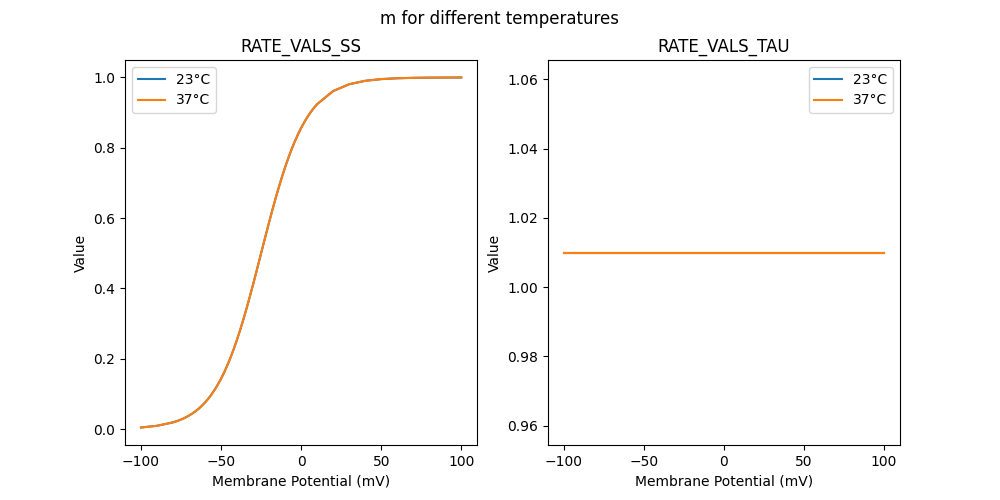 m for different temperatures
RATE_VALS_SS
1.0
0.8
0.6
0.4
0.2
0.0
Value
23°C
37°C
−100
−50
0
50
100
Membrane Potential (mV)
RATE_VALS_TAU
1.06
1.04
1.02
1.00
0.98
0.96
Value
23°C
37°C
−100
−50
0
50
100
Membrane Potential (mV)